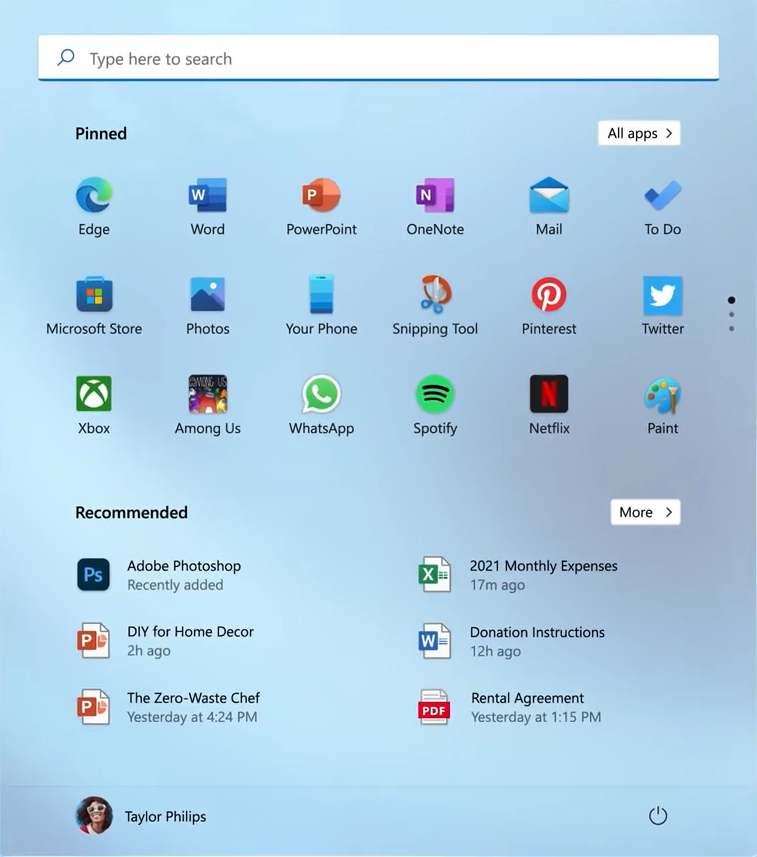 Type here to search
Pinned
All apps
Edge
Word
PowerPoint
OneNote
Mail
To Do
Microsoft Store
Photos
Your Phone
Snipping Tool
Pinterest
Twitter
Xbox
Among Us
WhatsApp
Spotify
Netflix
Paint
Recommended
More
Adobe Photoshop
Recently added
2021 Monthly Expenses
17m ago
DIY for Home Decor
2h ago
Donation Instructions
12h ago
The Zero-Waste Chef
Yesterday at 4:24 PM
PDF
Rental Agreement
Yesterday at 1:15 PM
Taylor Philips